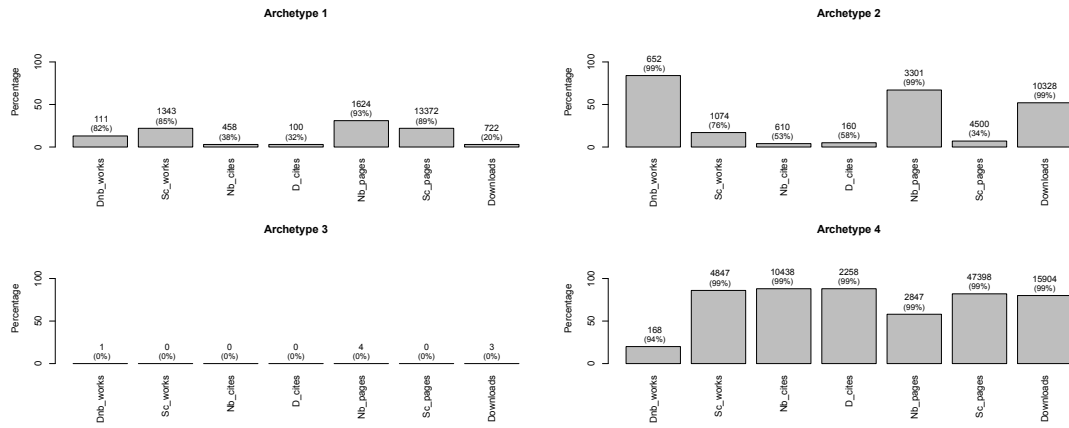 Archetype 1
Percentage
0 50 100
111
(82%)
1343
(85%)
458
(38%)
100
(32%)
1624
(93%)
13372
(89%)
722
(20%)
Dnb_works
Sc_works
Nb_cites
D_cites
Nb_pages
Sc_pages
Downloads
Archetype 2
Percentage
0 50 100
652
(99%)
1074
(76%)
610
(53%)
160
(58%)
3301
(99%)
4500
(34%)
10328
(99%)
Dnb_works
Sc_works
Nb_cites
D_cites
Nb_pages
Sc_pages
Downloads
Archetype 3
Percentage
0 50 100
1
(0%)
0
(0%)
0
(0%)
0
(0%)
4
(0%)
0
(0%)
3
(0%)
Dnb_works
Sc_works
Nb_cites
D_cites
Nb_pages
Sc_pages
Downloads
Archetype 4
Percentage
0 50 100
168
(94%)
4847
(99%)
10438
(99%)
2258
(99%)
2847
(99%)
47398
(99%)
15904
(99%)
Dnb_works
Sc_works
Nb_cites
D_cites
Nb_pages
Sc_pages
Downloads